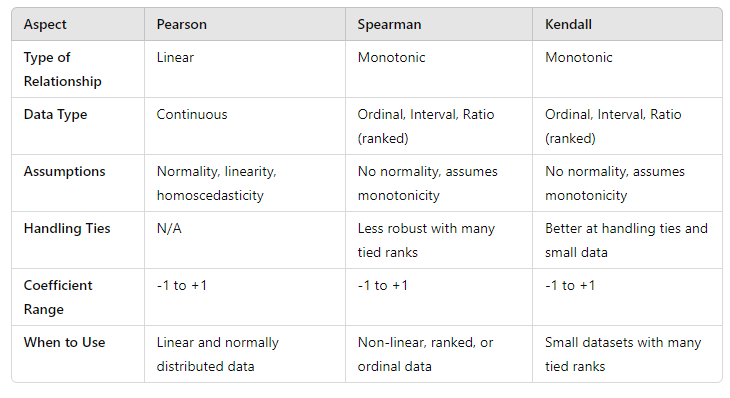 Aspect Pearson Spearman Kendall
Type of Relationship Linear Monotonic Monotonic
Data Type Continuous Ordinal, Interval, Ratio (ranked) Ordinal, Interval, Ratio (ranked)
Assumptions Normality, linearity, homoscedasticity No normality, assumes monotonicity No normality, assumes monotonicity
Handling Ties N/A Less robust with many tied ranks Better at handling ties and small data
Coefficient Range -1 to +1 -1 to +1 -1 to +1
When to Use Linear and normally distributed data Non-linear, ranked, or ordinal data Small datasets with many tied ranks